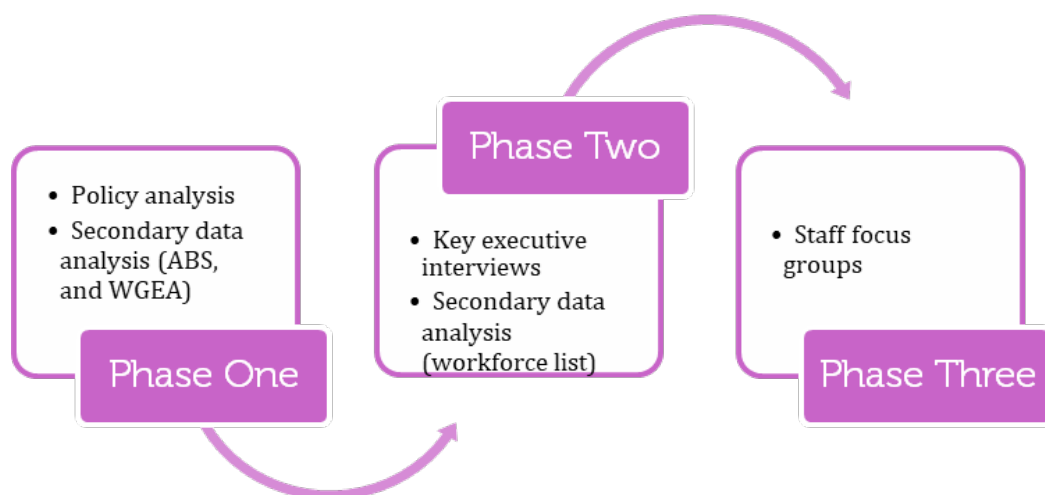 • Policy analysis
• Secondary data
analysis (ABS,
and WGEA)
Phase One
Phase Two
• Key executive
interviews
• Secondary data
analysis
(workforce list)
• Staff focus
groups
Phase Three